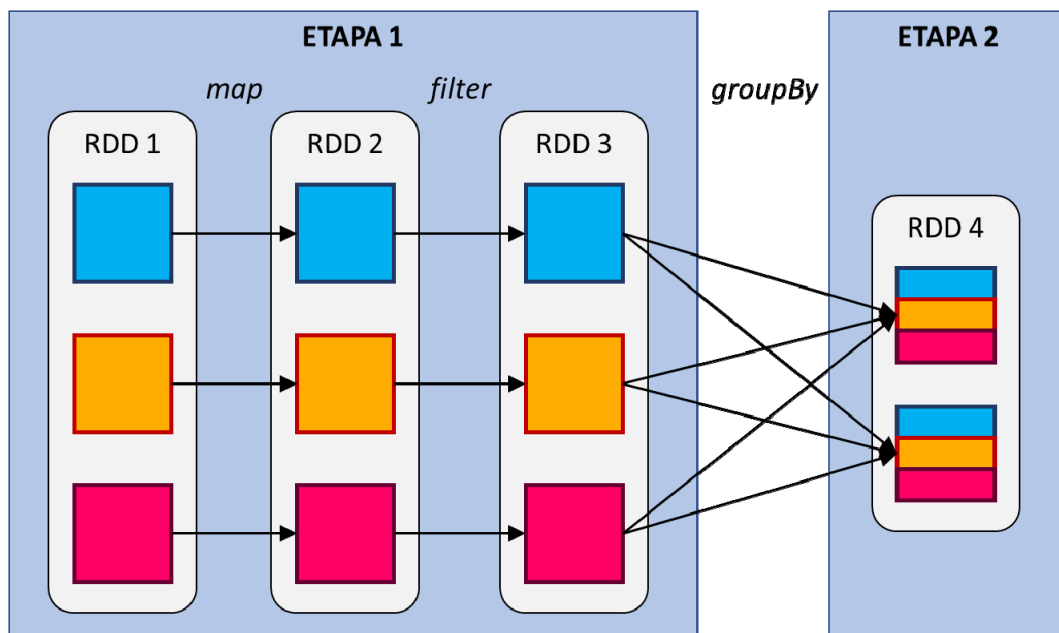 ETAPA 1
ETAPA 2
map
filter
groupBy
RDD 1
RDD 2
RDD 3
RDD 4